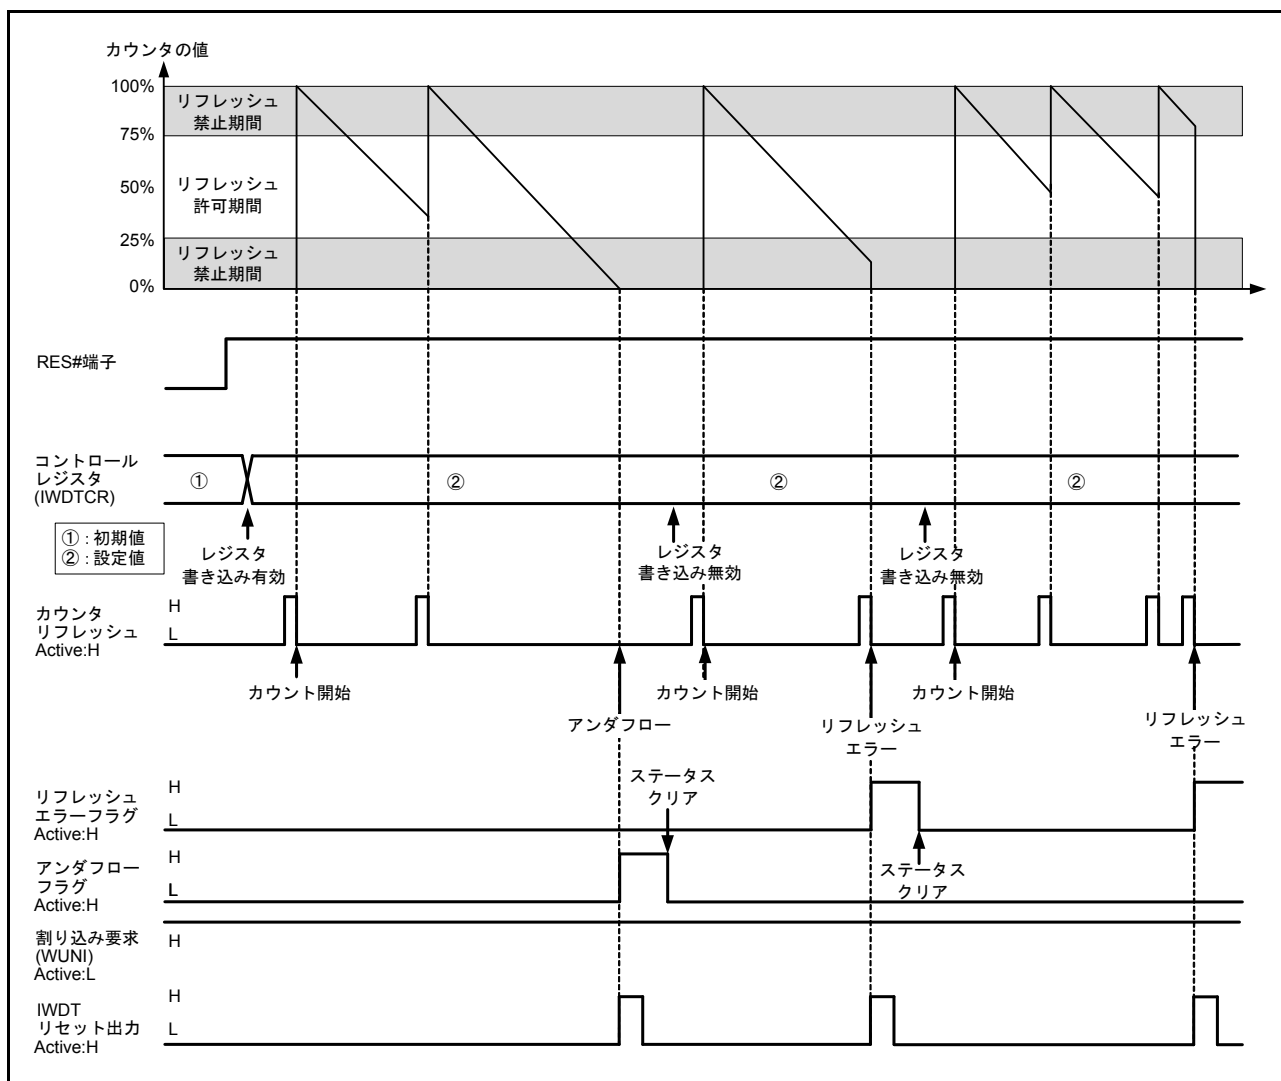 カウンタの値
100%
リフレッシュ
禁止期間
75%
50%
リフレッシュ
許可期間
25%
リフレッシュ
禁止期間
0%
RES#端子
コントロール
レジスタ
(IWDTCR)
①
②
②
②
①:初期値
②:設定値
レジスタ
書き込み有効
レジスタ
書き込み無効
レジスタ
書き込み無効
カウンタ
リフレッシュ
Active:H
H
L
カウント開始
カウント開始
カウント開始
アンダフロー
リフレッシュ
エラー
リフレッシュ
エラー
リフレッシュ
エラーフラグ
Active:H
H
L
ステータス
クリア
ステータス
クリア
アンダフロー
フラグ
Active:H
H
L
割り込み要求
(WUNI)
Active:L
H
IWDT
リセット出力
Active:H
H
L